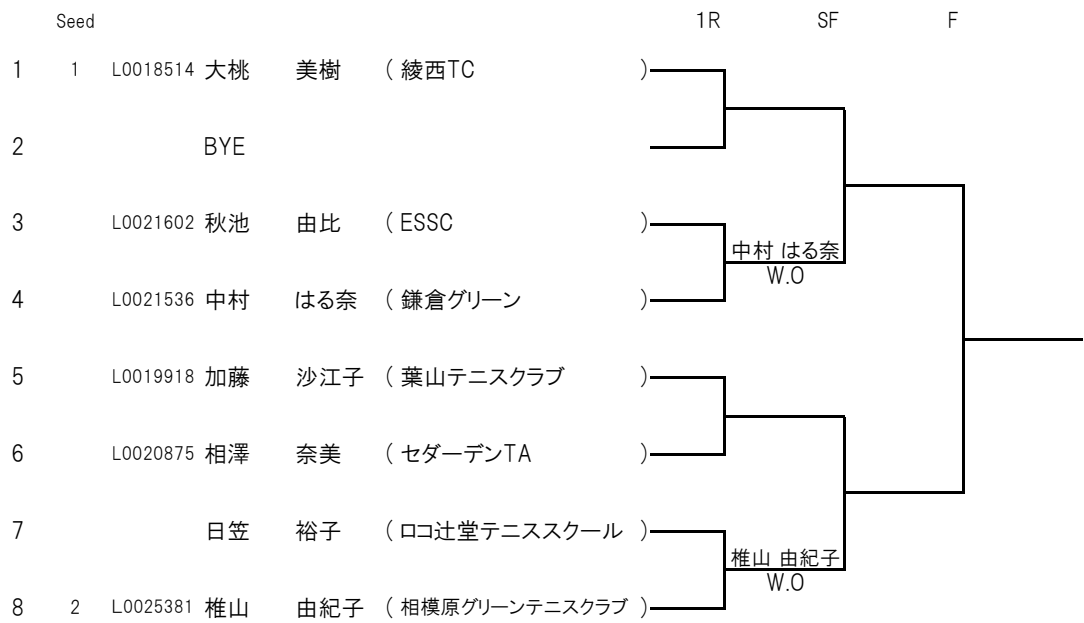 Seed 1R SF F
1 1 L0018514 大桃 美樹 ( 綾西TC )
2 BYE
3 L0021602 秋池 由比 ( ESSC )
中村 はる奈
W.O
4 L0021536 中村 はる奈 ( 鎌倉グリーン )
5 L0019918 加藤 沙江子 ( 葉山テニスクラブ )
6 L0020875 相澤 奈美 ( セダーデンTA )
7 日笠 裕子 ( ロコ辻堂テニススクール )
椎山 由紀子
W.O
8 2 L0025381 椎山 由紀子 ( 相模原グリーンテニスクラブ )